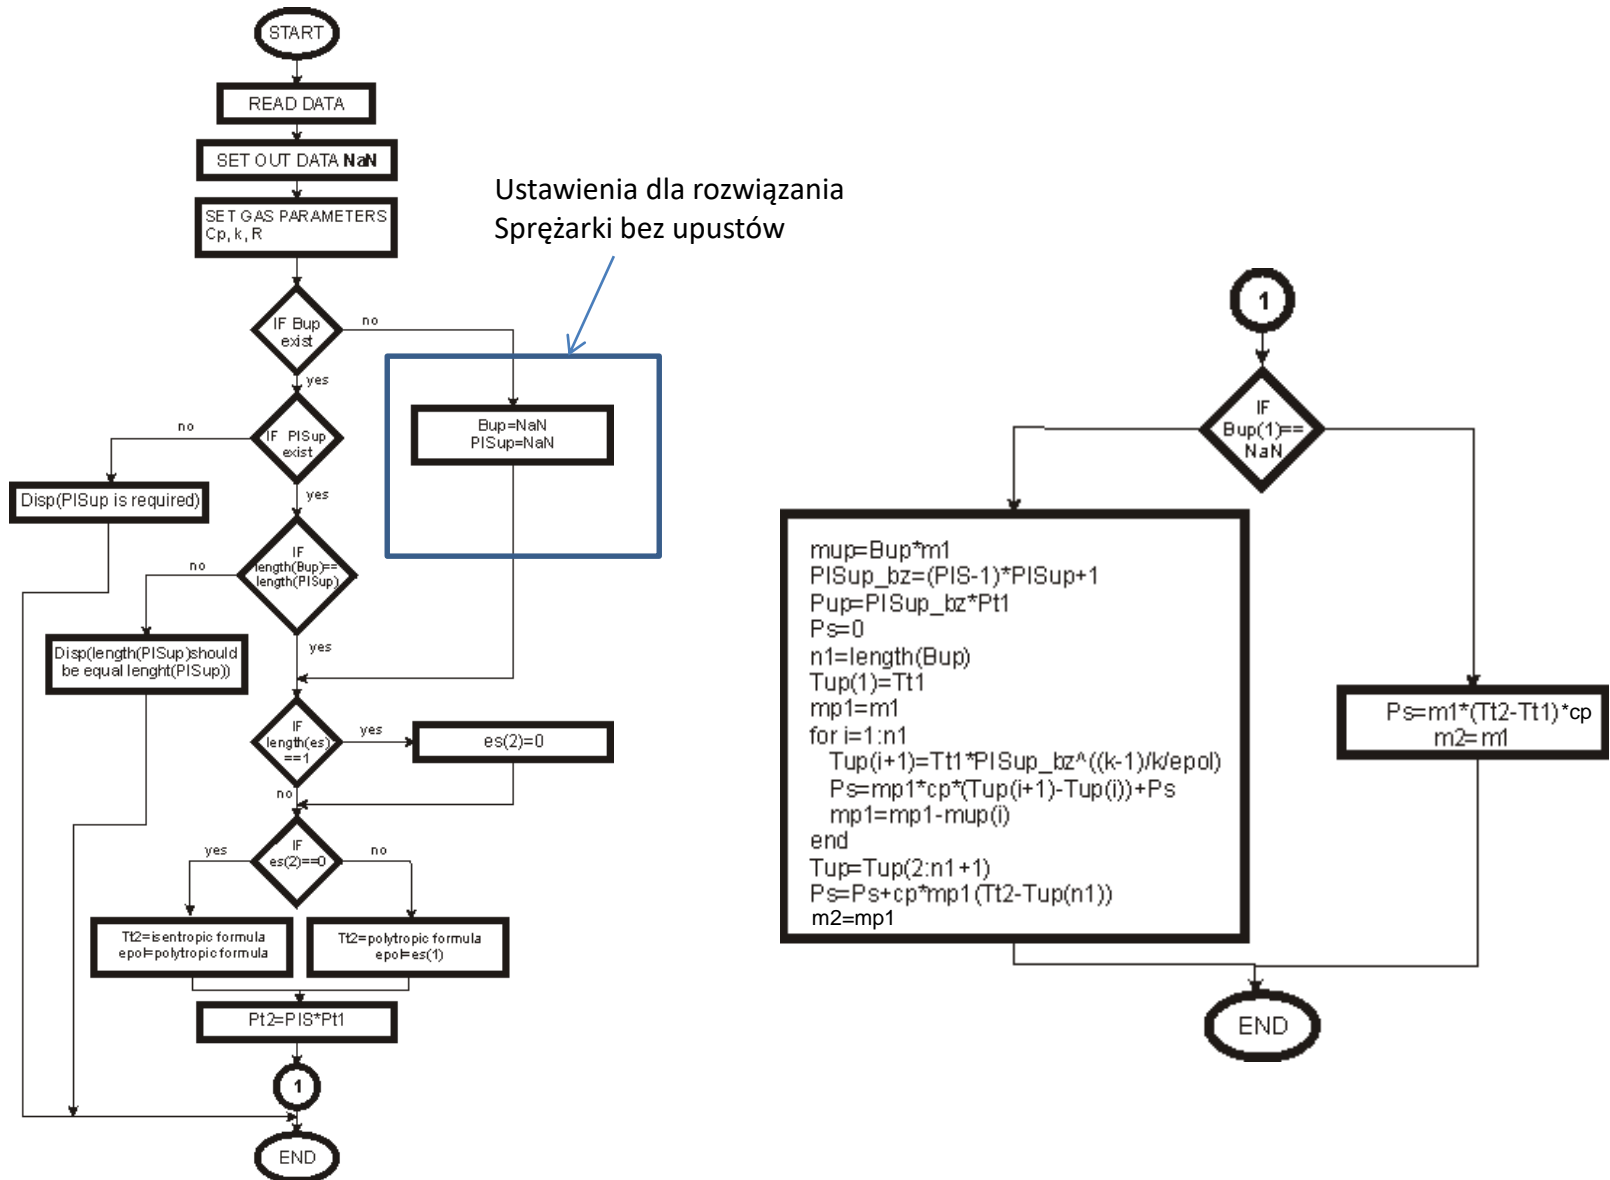 START
READ DATA
SET OUT DATA NaN
SET GAS PARAMETERS
Cp, k, R
Ustawienia dla rozwiązania
Sprężarki bez upustów
IF Bup
exist
no
yes
Bup=NaN
PISup=NaN
IF PISup
exist
no
yes
Disp(PISup is required)
IF
length(Bup)==
length(PISup)
no
yes
Disp(length(PISup)should
be equal lenght(PISup))
IF
length(es)
==1
yes
no
es(2)=0
IF
es(2)==0
yes
no
Tt2=isentropic formula
epol=polytropic formula
Tt2=polytropic formula
epol=es(1)
Pt2=PIS*Pt1
1
END
1
IF
Bup(1)==
NaN
mup=Bup*m1
PISup_bz=(PIS-1)*PISup+1
Pup=PISup_bz*Pt1
Ps=0
n1=length(Bup)
Tup(1)=Tt1
mp1=m1
for i=1:n1
Tup(i+1)=Tt1*PISup_bz^((k-1)/k/epol)
Ps=mp1*cp*(Tup(i+1)-Tup(i))+Ps
mp1=mp1-mup(i)
end
Tup=Tup(2:n1+1)
Ps=Ps+cp*mp1(Tt2-Tup(n1))
m2=mp1
Ps=m1*(Tt2-Tt1)*cp
m2=m1
END